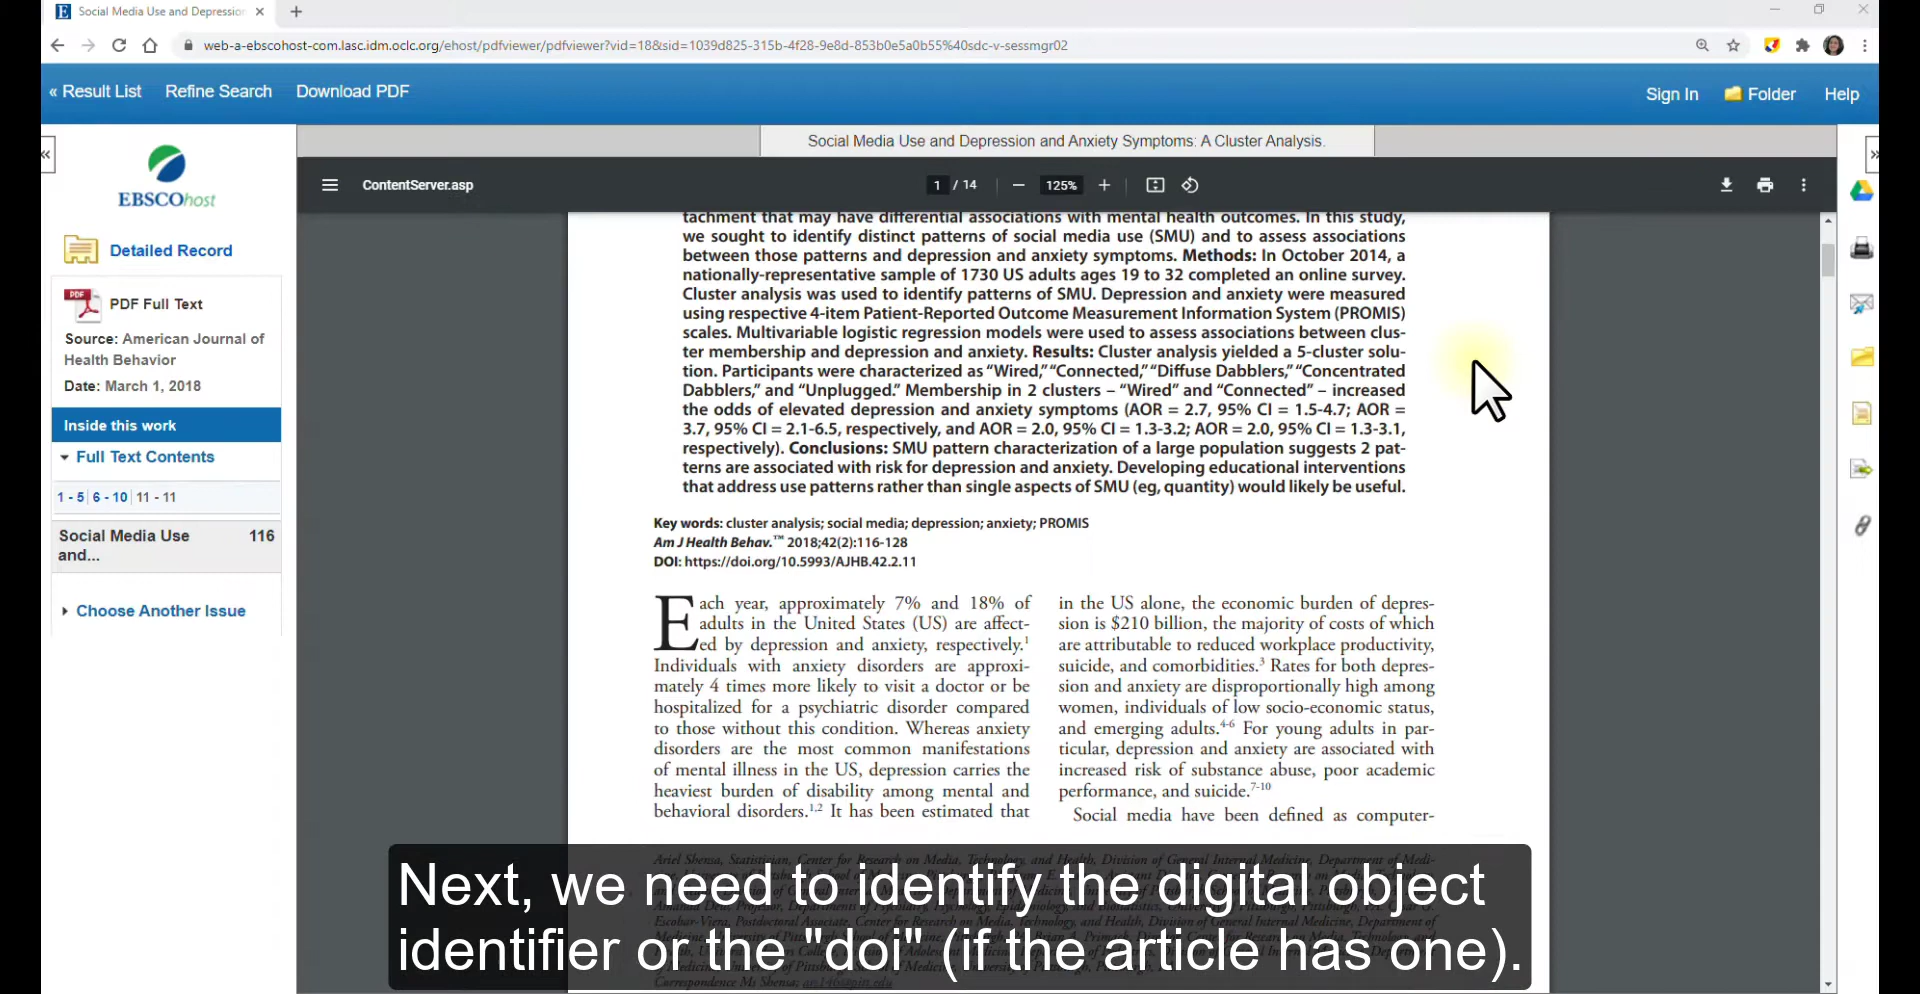 Social Media Use and Depression
web-a-ebscohost-com.lasc.idm.oclc.org/ehost/pdfviewer/pdfviewer?vid=18&sid=1039d825-315b-4f28-9e8d-853b0e5a0b55%40sdc-v-sessmgr02
« Result List Refine Search Download PDF Sign In Folder Help
Social Media Use and Depression and Anxiety Symptoms: A Cluster Analysis.
EBSCOhost
Detailed Record
PDF
PDF Full Text
Source: American Journal of
Health Behavior
Date: March 1, 2018
Inside this work
Full Text Contents
1 - 5 | 6 - 10 | 11 - 11
Social Media Use 116
and...
Choose Another Issue
ContentServer.asp 1 / 14 125%
tachment that may have differential associations with mental health outcomes. In this study,
we sought to identify distinct patterns of social media use (SMU) and to assess associations
between those patterns and depression and anxiety symptoms. Methods: In October 2014, a
nationally-representative sample of 1730 US adults ages 19 to 32 completed an online survey.
Cluster analysis was used to identify patterns of SMU. Depression and anxiety were measured
using respective 4-item Patient-Reported Outcome Measurement Information System (PROMIS)
scales. Multivariable logistic regression models were used to assess associations between clus-
ter membership and depression and anxiety. Results: Cluster analysis yielded a 5-cluster solu-
tion. Participants were characterized as “Wired,” “Connected,” “Diffuse Dabblers,” “Concentrated
Dabblers,” and “Unplugged.” Membership in 2 clusters – “Wired” and “Connected” – increased
the odds of elevated depression and anxiety symptoms (AOR = 2.7, 95% CI = 1.5-4.7; AOR =
3.7, 95% CI = 2.1-6.5, respectively, and AOR = 2.0, 95% CI = 1.3-3.2; AOR = 2.0, 95% CI = 1.3-3.1,
respectively). Conclusions: SMU pattern characterization of a large population suggests 2 pat-
terns are associated with risk for depression and anxiety. Developing educational interventions
that address use patterns rather than single aspects of SMU (eg, quantity) would likely be useful.
Key words: cluster analysis; social media; depression; anxiety; PROMIS
Am J Health Behav.™ 2018;42(2):116-128
DOI: https://doi.org/10.5993/AJHB.42.2.11
Each year, approximately 7% and 18% of
adults in the United States (US) are affect-
ed by depression and anxiety, respectively.1
Individuals with anxiety disorders are approxi-
mately 4 times more likely to visit a doctor or be
hospitalized for a psychiatric disorder compared
to those without this condition. Whereas anxiety
disorders are the most common manifestations
of mental illness in the US, depression carries the
heaviest burden of disability among mental and
behavioral disorders.1,2 It has been estimated that
in the US alone, the economic burden of depres-
sion is $210 billion, the majority of costs of which
are attributable to reduced workplace productivity,
suicide, and comorbidities.3 Rates for both depres-
sion and anxiety are disproportionally high among
women, individuals of low socio-economic status,
and emerging adults.4-6 For young adults in par-
ticular, depression and anxiety are associated with
increased risk of substance abuse, poor academic
performance, and suicide.7-10
Social media have been defined as computer-
Next, we need to identify the digital object
identifier or the "doi" (if the article has one).